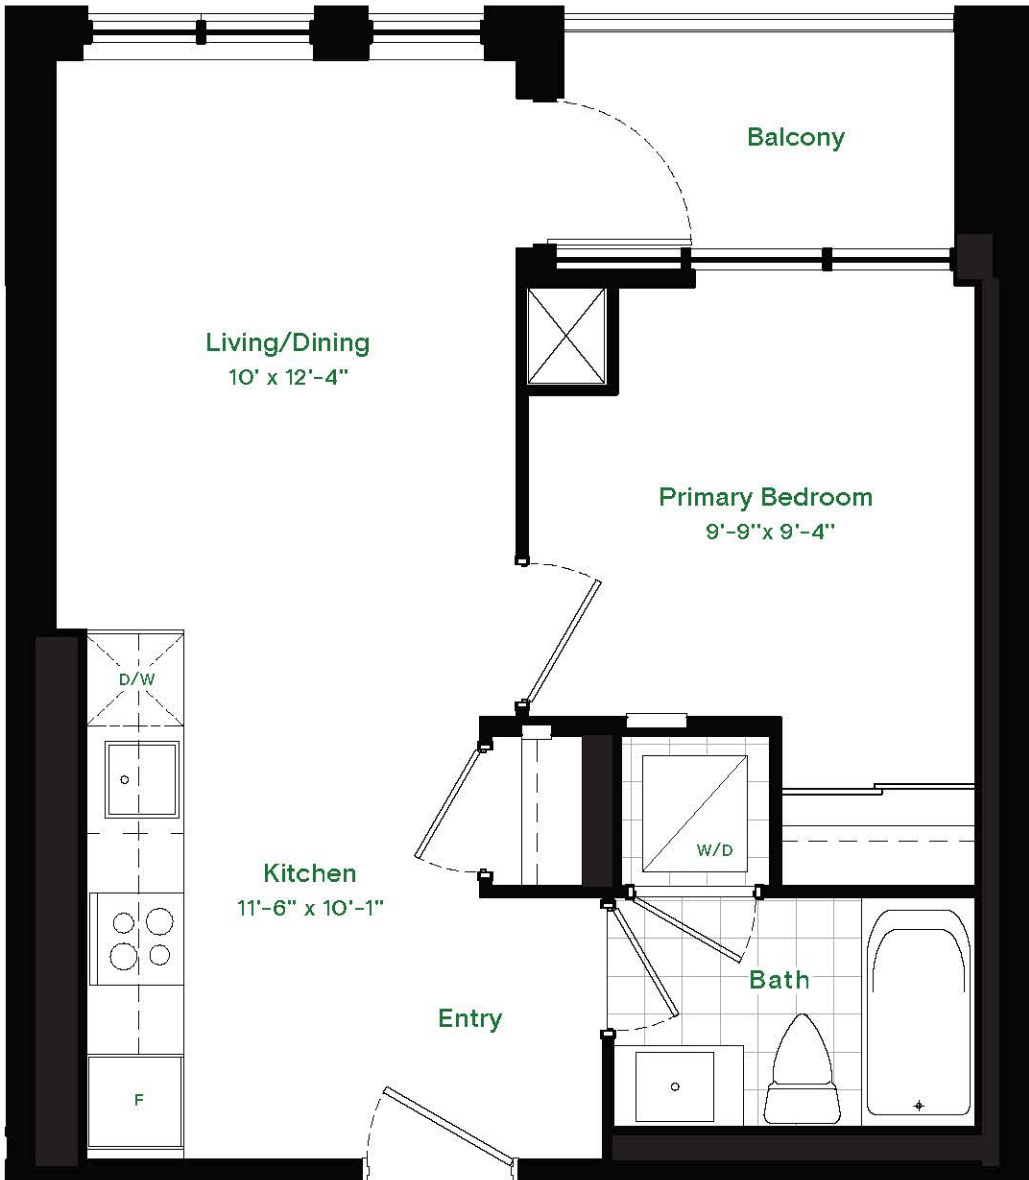 Balcony
Living/Dining
10' x 12'-4"
Primary Bedroom
9'-9"x 9'-4"
D/W
W/D
Kitchen
11'-6" x 10'-1"
Bath
Entry
F